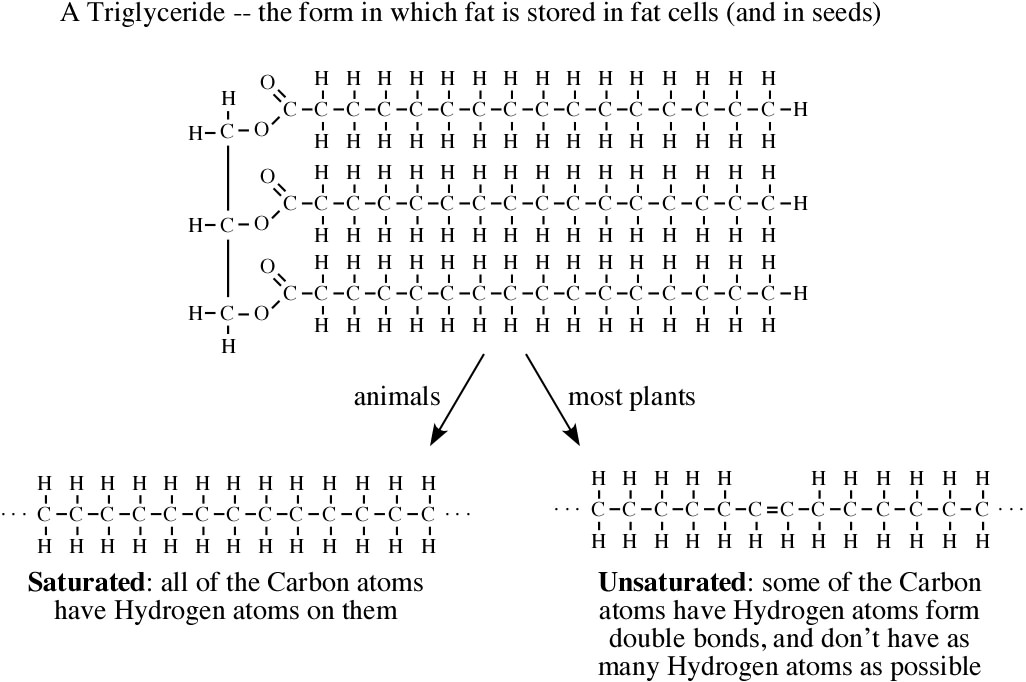 A Triglyceride -- the form in which fat is stored in fat cells (and in seeds)
O H H H H H H H H H H H H H H H
H C–C–C–C–C–C–C–C–C–C–C–C–C–C–C–C–H
H–C–O H H H H H H H H H H H H H H H
O H H H H H H H H H H H H H H H
C–C–C–C–C–C–C–C–C–C–C–C–C–C–C–C–H
H–C–O H H H H H H H H H H H H H H H
O H H H H H H H H H H H H H H H
C–C–C–C–C–C–C–C–C–C–C–C–C–C–C–C–H
H–C–O H H H H H H H H H H H H H H H
H
animals
most plants
H H H H H H H H H H H H H
···C–C–C–C–C–C–C–C–C–C–C–C–C···
H H H H H H H H H H H H H
Saturated: all of the Carbon atoms
have Hydrogen atoms on them
H H H H H H H H H H H
···C–C–C–C–C–C=C–C–C–C–C–C–C···
H H H H H H H H H H H H H
Unsaturated: some of the Carbon
atoms have Hydrogen atoms form
double bonds, and don't have as
many Hydrogen atoms as possible